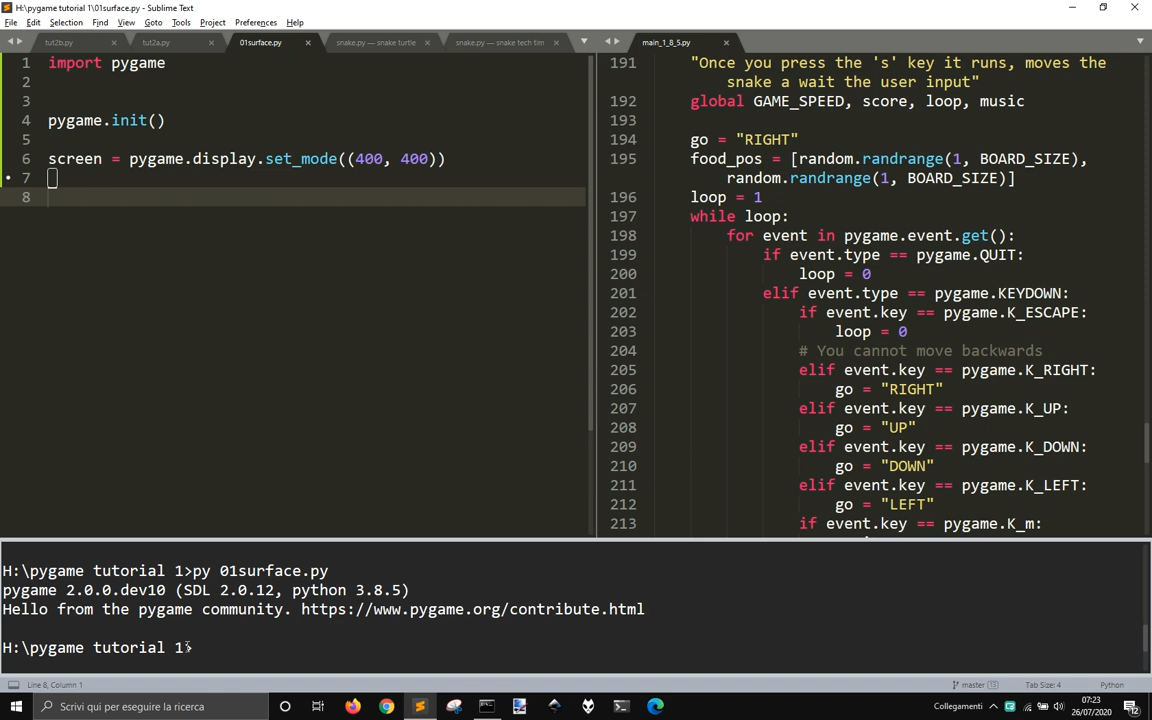 H:\pygame tutorial 1\01surface.py - Sublime Text
File Edit Selection Find View Goto Tools Project Preferences Help
tut2b.py
tut2a.py
01surface.py
snake.py — snake turtle
snake.py — snake tech tim
main_1_8_5.py
1 import pygame
2
3
4 pygame.init()
5
6 screen = pygame.display.set_mode((400, 400))
7
8
191 "Once you press the 's' key it runs, moves the
snake a wait the user input"
192 global GAME_SPEED, score, loop, music
193
194 go = "RIGHT"
195 food_pos = [random.randrange(1, BOARD_SIZE),
random.randrange(1, BOARD_SIZE)]
196 loop = 1
197 while loop:
198 for event in pygame.event.get():
199 if event.type == pygame.QUIT:
200 loop = 0
201 elif event.type == pygame.KEYDOWN:
202 if event.key == pygame.K_ESCAPE:
203 loop = 0
204 # You cannot move backwards
205 elif event.key == pygame.K_RIGHT:
206 go = "RIGHT"
207 elif event.key == pygame.K_UP:
208 go = "UP"
209 elif event.key == pygame.K_DOWN:
210 go = "DOWN"
211 elif event.key == pygame.K_LEFT:
212 go = "LEFT"
213 if event.key == pygame.K_m:
H:\pygame tutorial 1>py 01surface.py
pygame 2.0.0.dev10 (SDL 2.0.12, python 3.8.5)
Hello from the pygame community. https://www.pygame.org/contribute.html
H:\pygame tutorial 1>
Line 8, Column 1
master 13
Tab Size: 4
Python
Scrivi qui per eseguire la ricerca
Collegamenti
07:23
26/07/2020
12